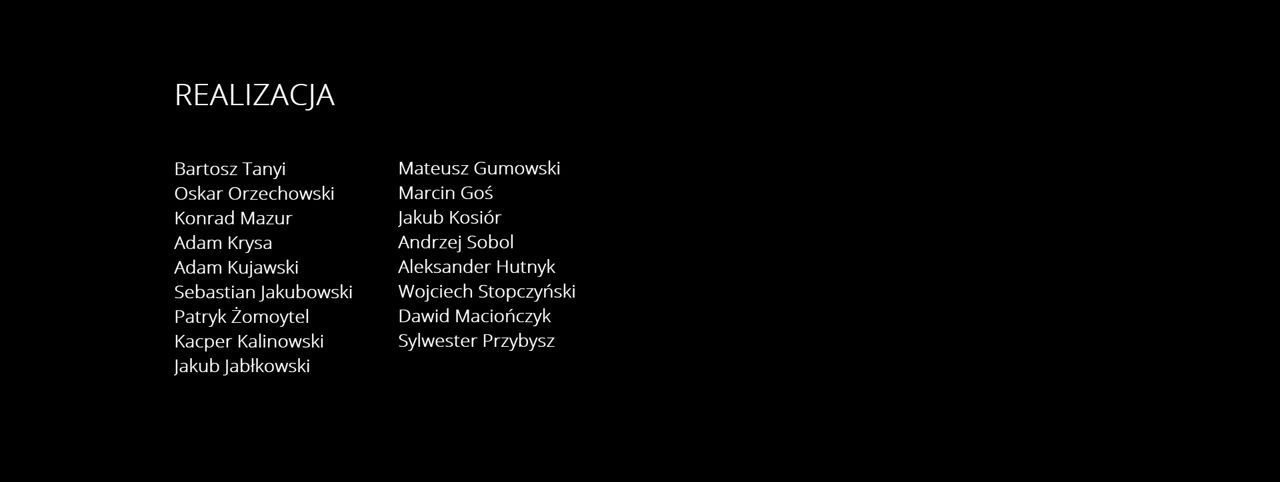 REALIZACJA
Bartosz Tanyi
Oskar Orzechowski
Konrad Mazur
Adam Krysa
Adam Kujawski
Sebastian Jakubowski
Patryk Żomoytel
Kacper Kalinowski
Jakub Jabłkowski
Mateusz Gumowski
Marcin Goś
Jakub Kosiór
Andrzej Sobol
Aleksander Hutnyk
Wojciech Stopczyński
Dawid Maciończyk
Sylwester Przybysz